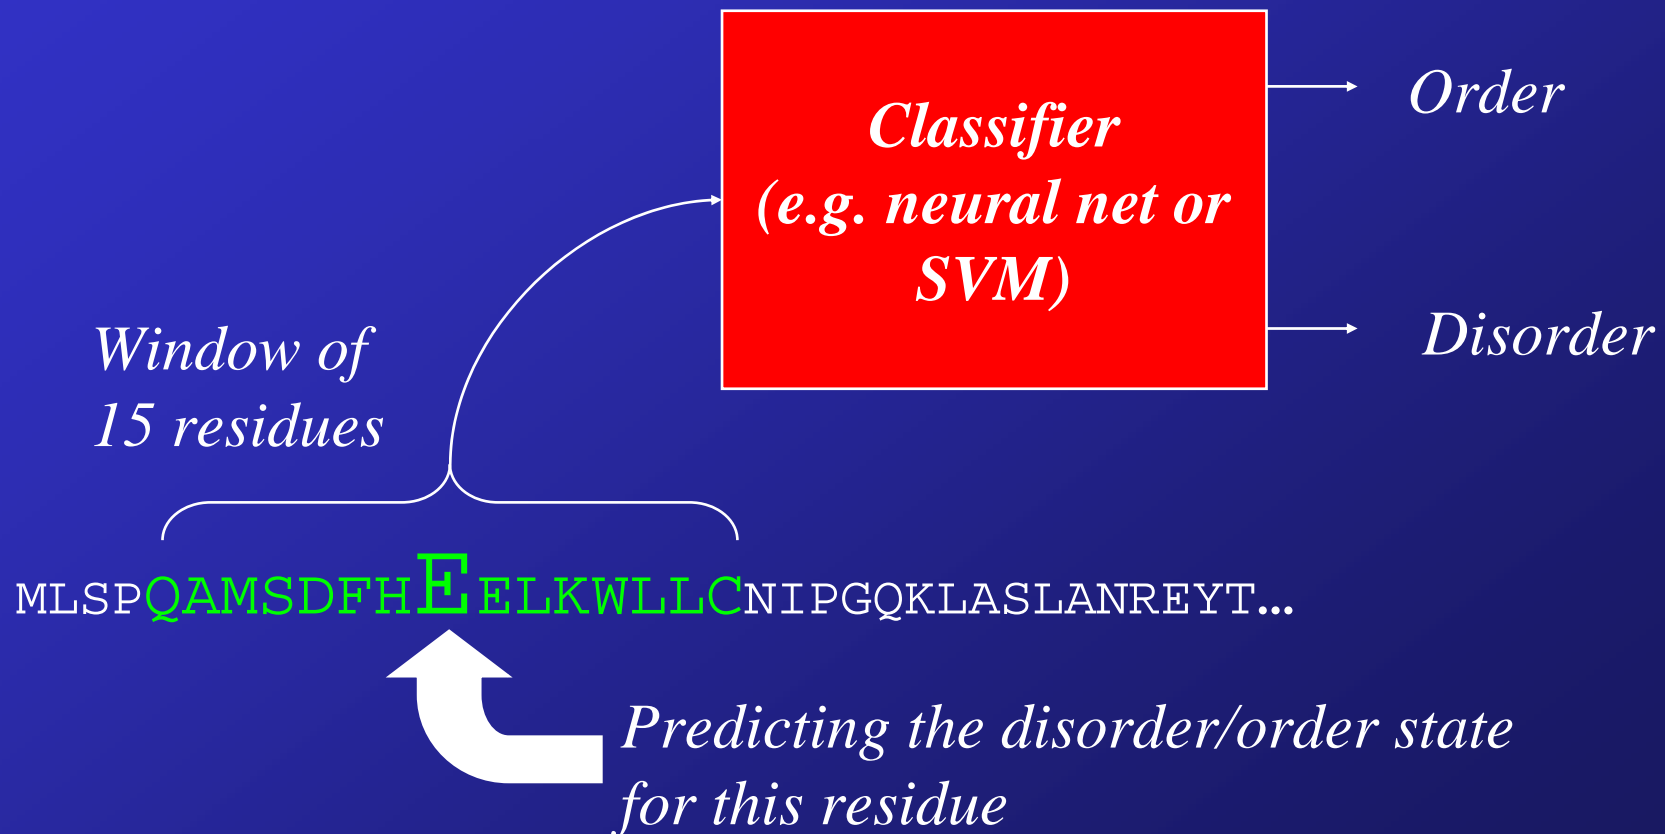 Classifier
(e.g. neural net or
SVM)
Order
Disorder
Window of
15 residues
MLSPQAMSDFHEELKWLLCNIPGQKLASLANREYT...
Predicting the disorder/order state
for this residue